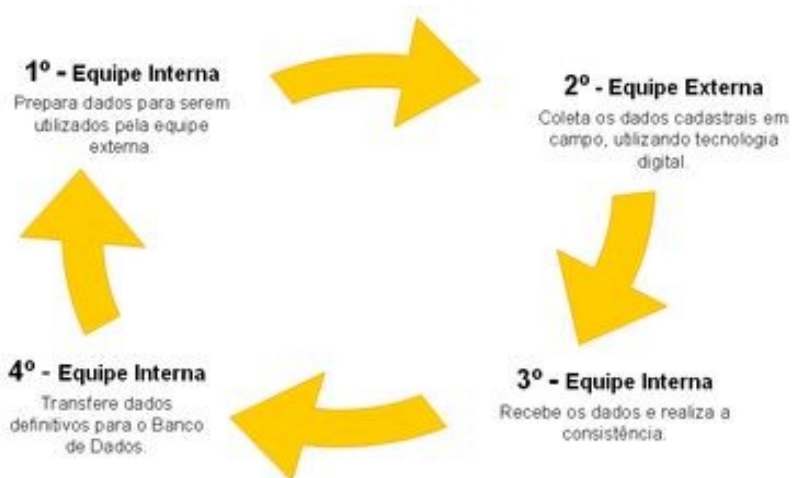 1º - Equipe Interna
Prepara dados para serem
utilizados pela equipe
externa.
2º - Equipe Externa
Coleta os dados cadastrais em
campo, utilizando tecnologia
digital.
3º - Equipe Interna
Recebe os dados e realiza a
consistência.
4º - Equipe Interna
Transfere dados
definitivos para o Banco
de Dados.